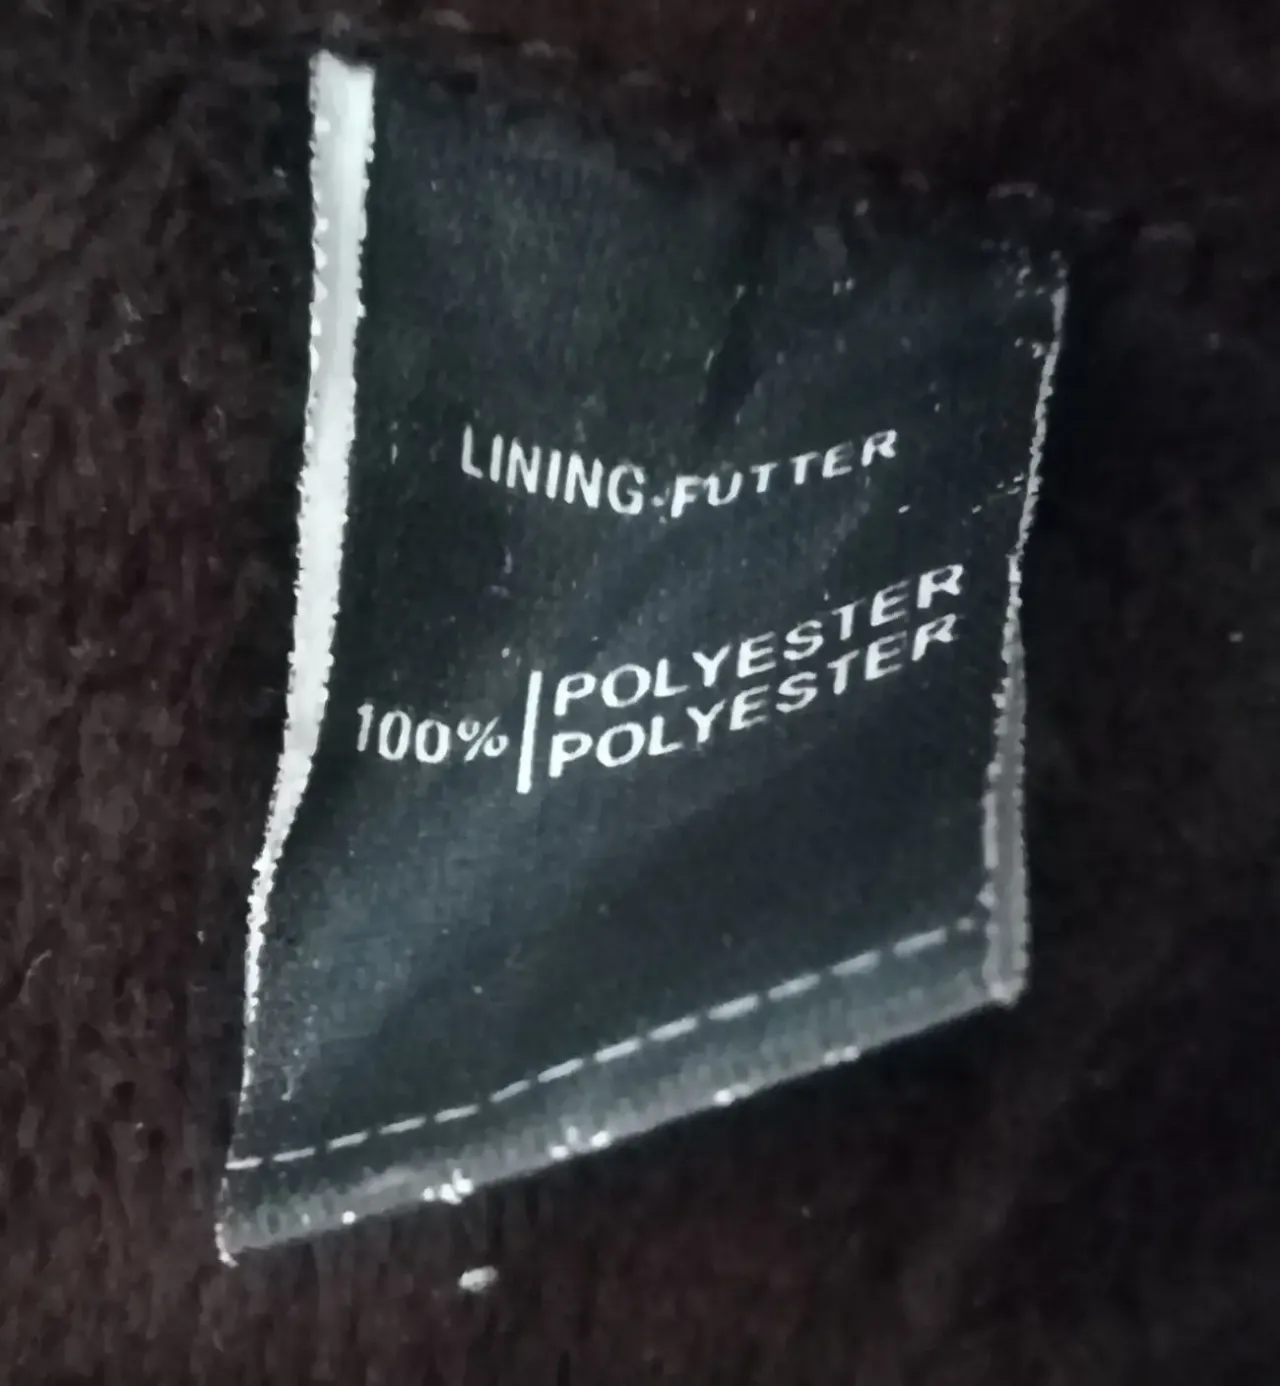 LINING-FUTTER
POLYESTER
100% | POLYESTER